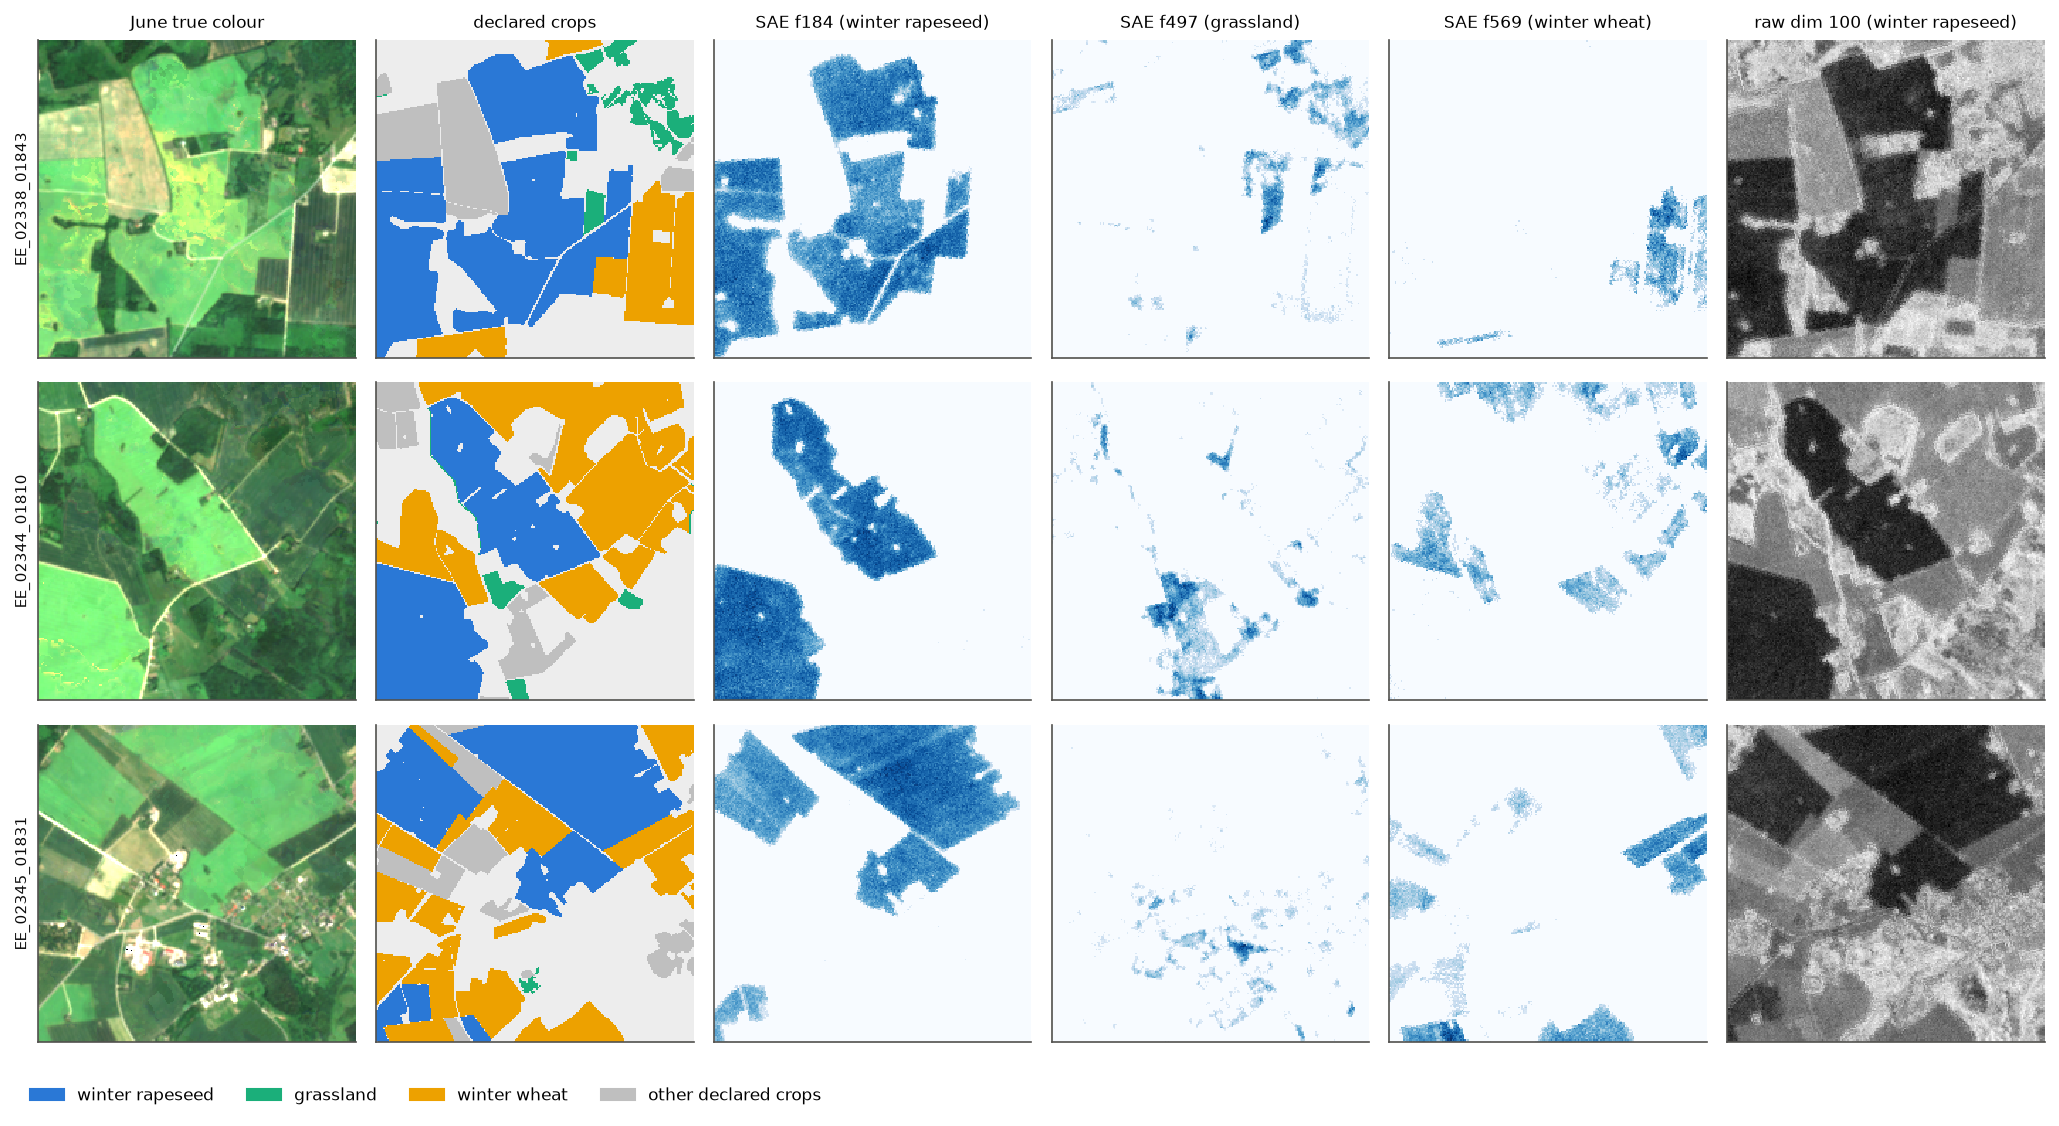 June true colour
declared crops
SAE f184 (winter rapeseed)
SAE f497 (grassland)
SAE f569 (winter wheat)
raw dim 100 (winter rapeseed)
EE_02338_01843
EE_02344_01810
EE_02345_01831
winter rapeseed
grassland
winter wheat
other declared crops